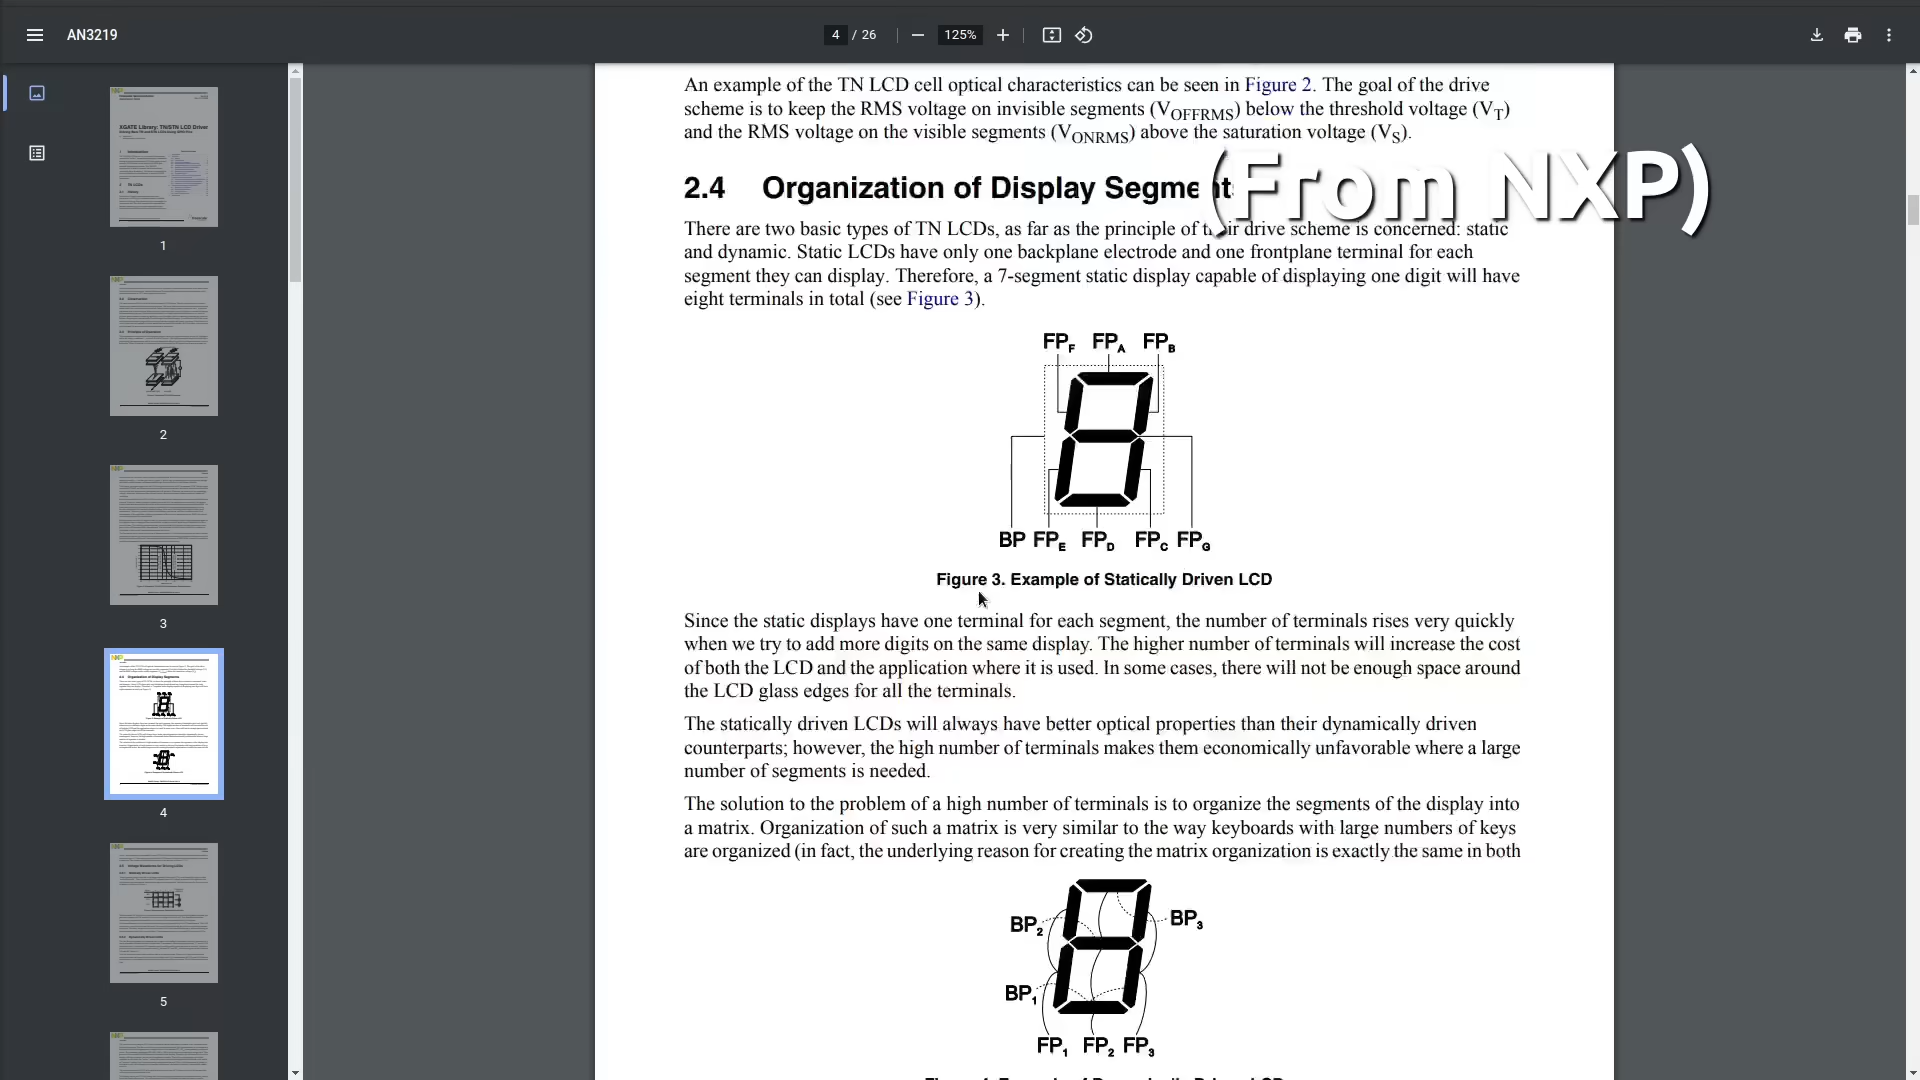 AN3219
4 / 26
125%
An example of the TN LCD cell optical characteristics can be seen in Figure 2. The goal of the drive
scheme is to keep the RMS voltage on invisible segments (VOFFRMS) below the threshold voltage (VT)
and the RMS voltage on the visible segments (VONRMS) above the saturation voltage (VS).
(From NXP)
2.4 Organization of Display Segment
There are two basic types of TN LCDs, as far as the principle of their drive scheme is concerned: static
and dynamic. Static LCDs have only one backplane electrode and one frontplane terminal for each
segment they can display. Therefore, a 7-segment static display capable of displaying one digit will have
eight terminals in total (see Figure 3).
FPF FPA FPB
BP FPE FPD FPC FPG
Figure 3. Example of Statically Driven LCD
Since the static displays have one terminal for each segment, the number of terminals rises very quickly
when we try to add more digits on the same display. The higher number of terminals will increase the cost
of both the LCD and the application where it is used. In some cases, there will not be enough space around
the LCD glass edges for all the terminals.
The statically driven LCDs will always have better optical properties than their dynamically driven
counterparts; however, the high number of terminals makes them economically unfavorable where a large
number of segments is needed.
The solution to the problem of a high number of terminals is to organize the segments of the display into
a matrix. Organization of such a matrix is very similar to the way keyboards with large numbers of keys
are organized (in fact, the underlying reason for creating the matrix organization is exactly the same in both
BP2 BP3
BP1
FP1 FP2 FP3
XGATE Library: TN/STN LCD Driver
1
2
3
4
5